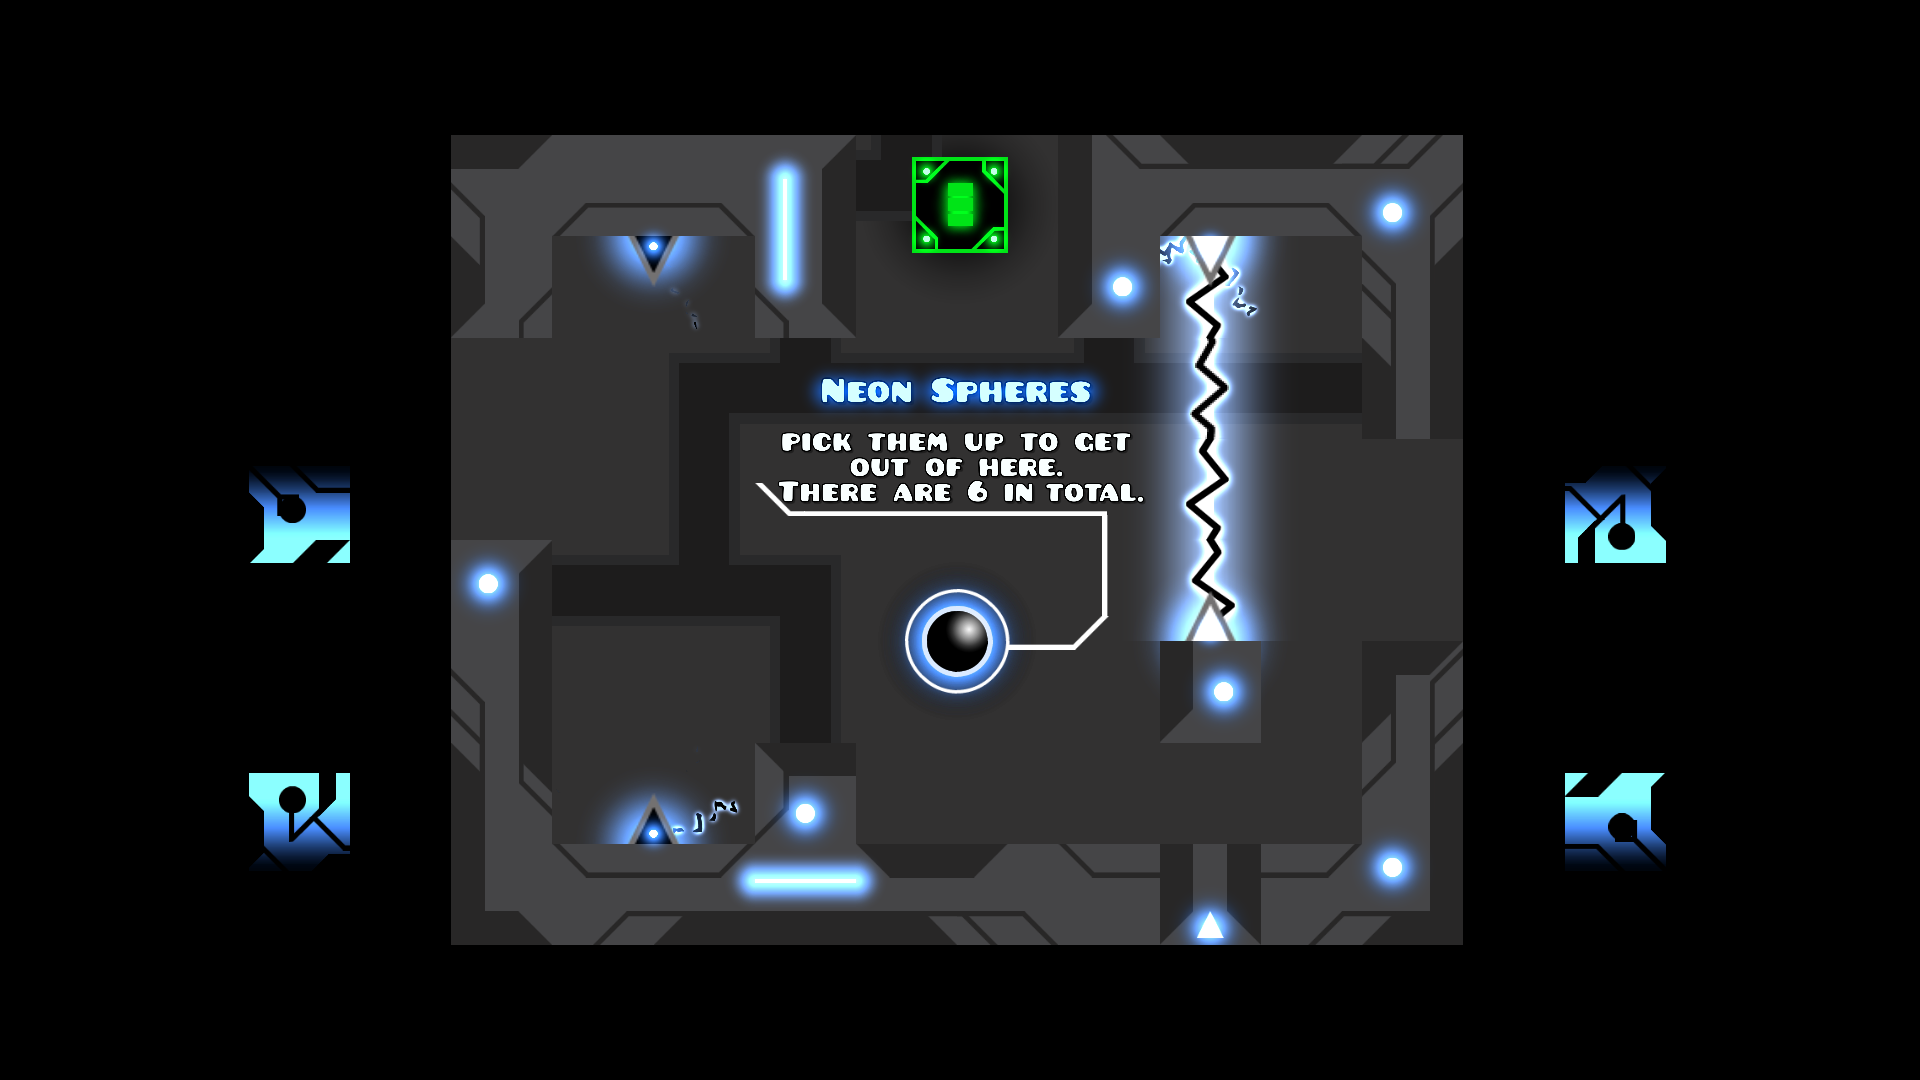 Neon Spheres
Pick them up to get
out of here.
There are 6 in total.